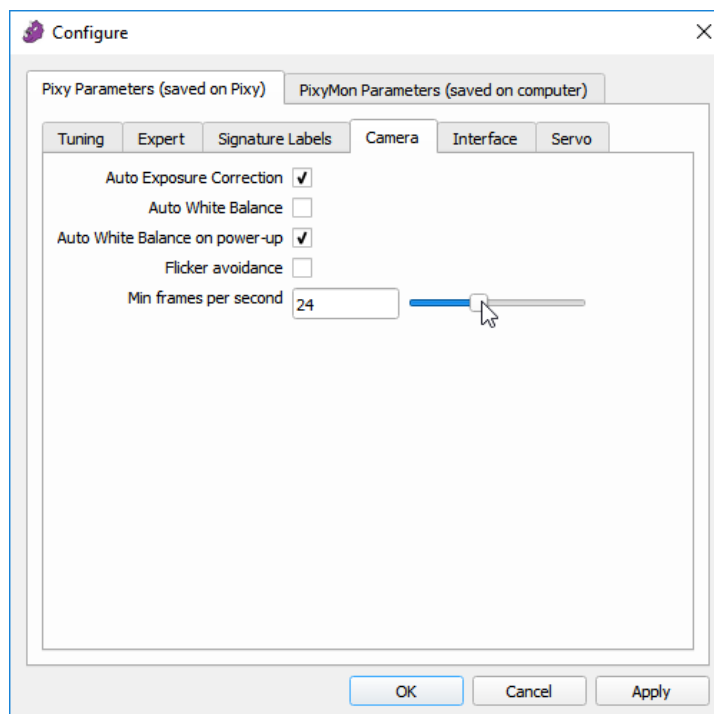 Configure
Pixy Parameters (saved on Pixy) PixyMon Parameters (saved on computer)
Tuning Expert Signature Labels Camera Interface Servo
Auto Exposure Correction
Auto White Balance
Auto White Balance on power-up
Flicker avoidance
Min frames per second 24
OK Cancel Apply